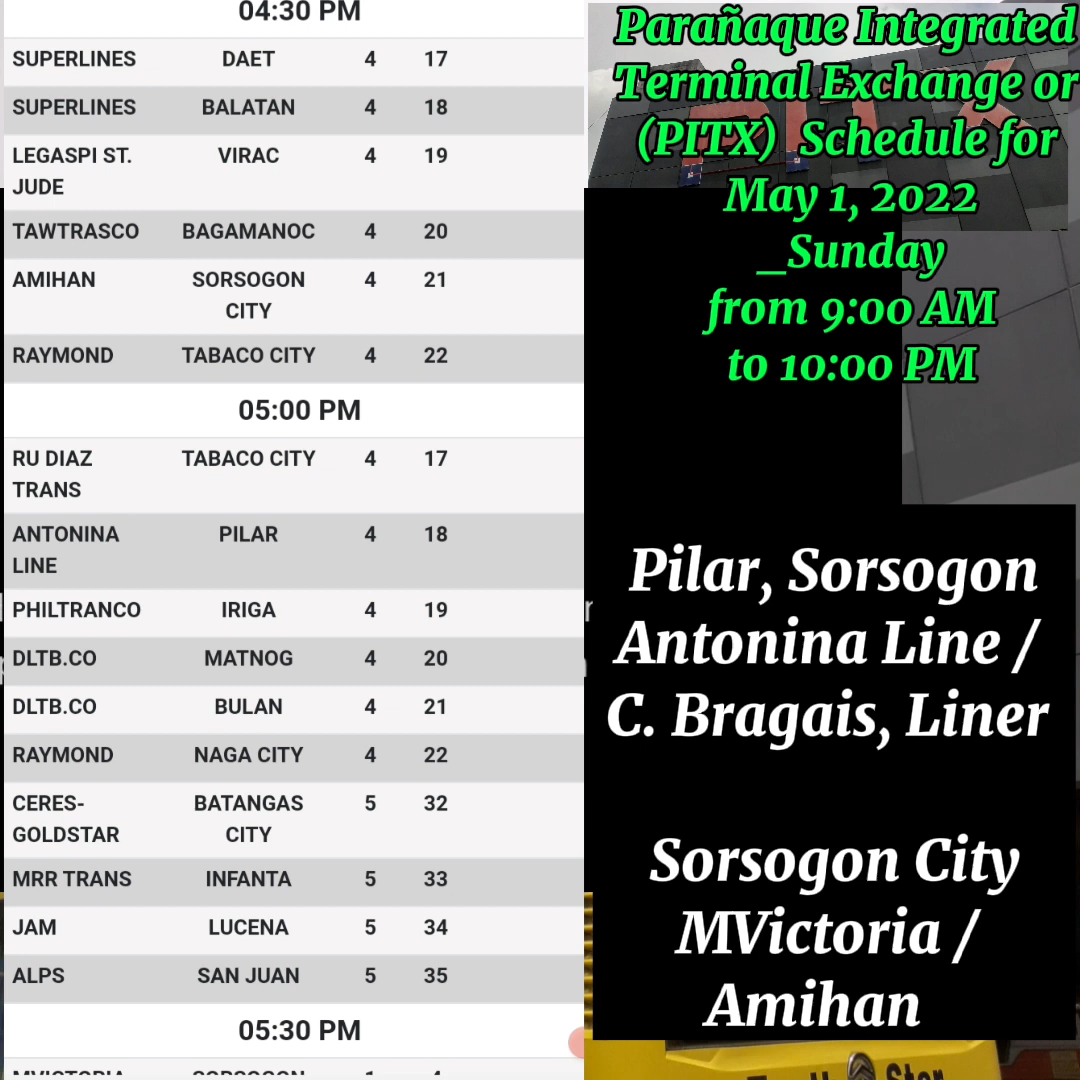 04:30 PM
SUPERLINES DAET 4 17
SUPERLINES BALATAN 4 18
LEGASPI ST. VIRAC 4 19
JUDE
TAWTRASCO BAGAMANOC 4 20
AMIHAN SORSOGON 4 21
CITY
RAYMOND TABACO CITY 4 22
05:00 PM
RU DIAZ TABACO CITY 4 17
TRANS
ANTONINA PILAR 4 18
LINE
PHILTRANCO IRIGA 4 19
DLTB.CO MATNOG 4 20
DLTB.CO BULAN 4 21
RAYMOND NAGA CITY 4 22
CERES- BATANGAS 5 32
GOLDSTAR CITY
MRR TRANS INFANTA 5 33
JAM LUCENA 5 34
ALPS SAN JUAN 5 35
05:30 PM
Parañaque Integrated
Terminal Exchange or
(PITX) Schedule for
May 1, 2022
_Sunday
from 9:00 AM
to 10:00 PM
PITX
Pilar, Sorsogon
Antonina Line /
C. Bragais, Liner
Sorsogon City
MVictoria /
Amihan